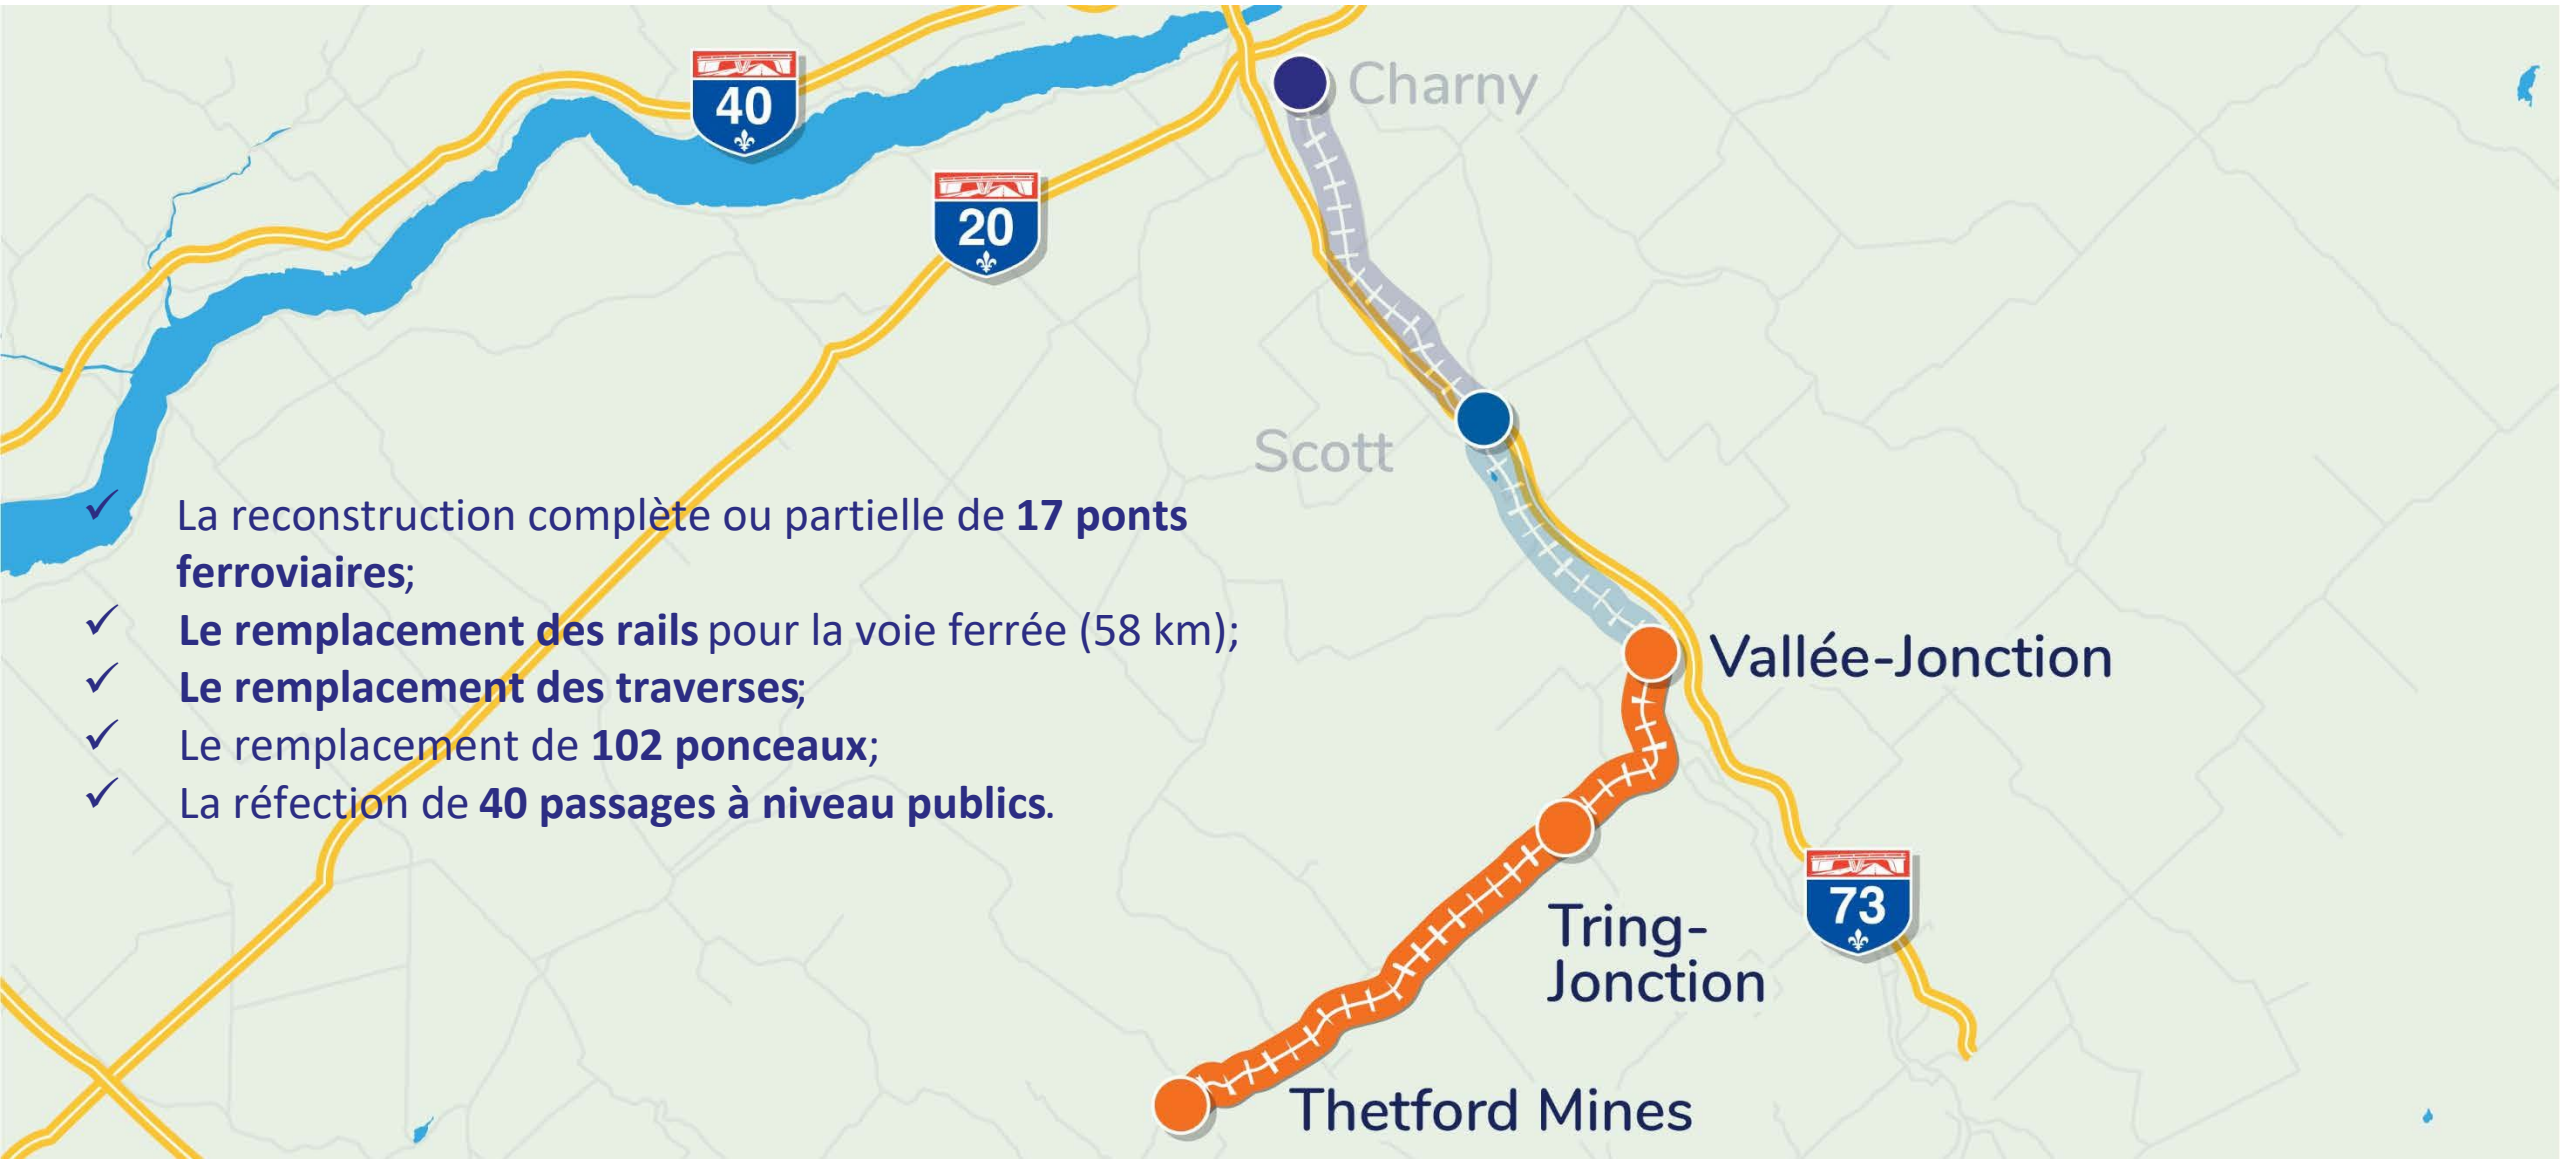 40
Charny
20
Scott
✓ La reconstruction complète ou partielle de 17 ponts
ferroviaires;
✓ Le remplacement des rails pour la voie ferrée (58 km);
✓ Le remplacement des traverses;
✓ Le remplacement de 102 ponceaux;
✓ La réfection de 40 passages à niveau publics.
Vallée-Jonction
73
Tring-
Jonction
Thetford Mines